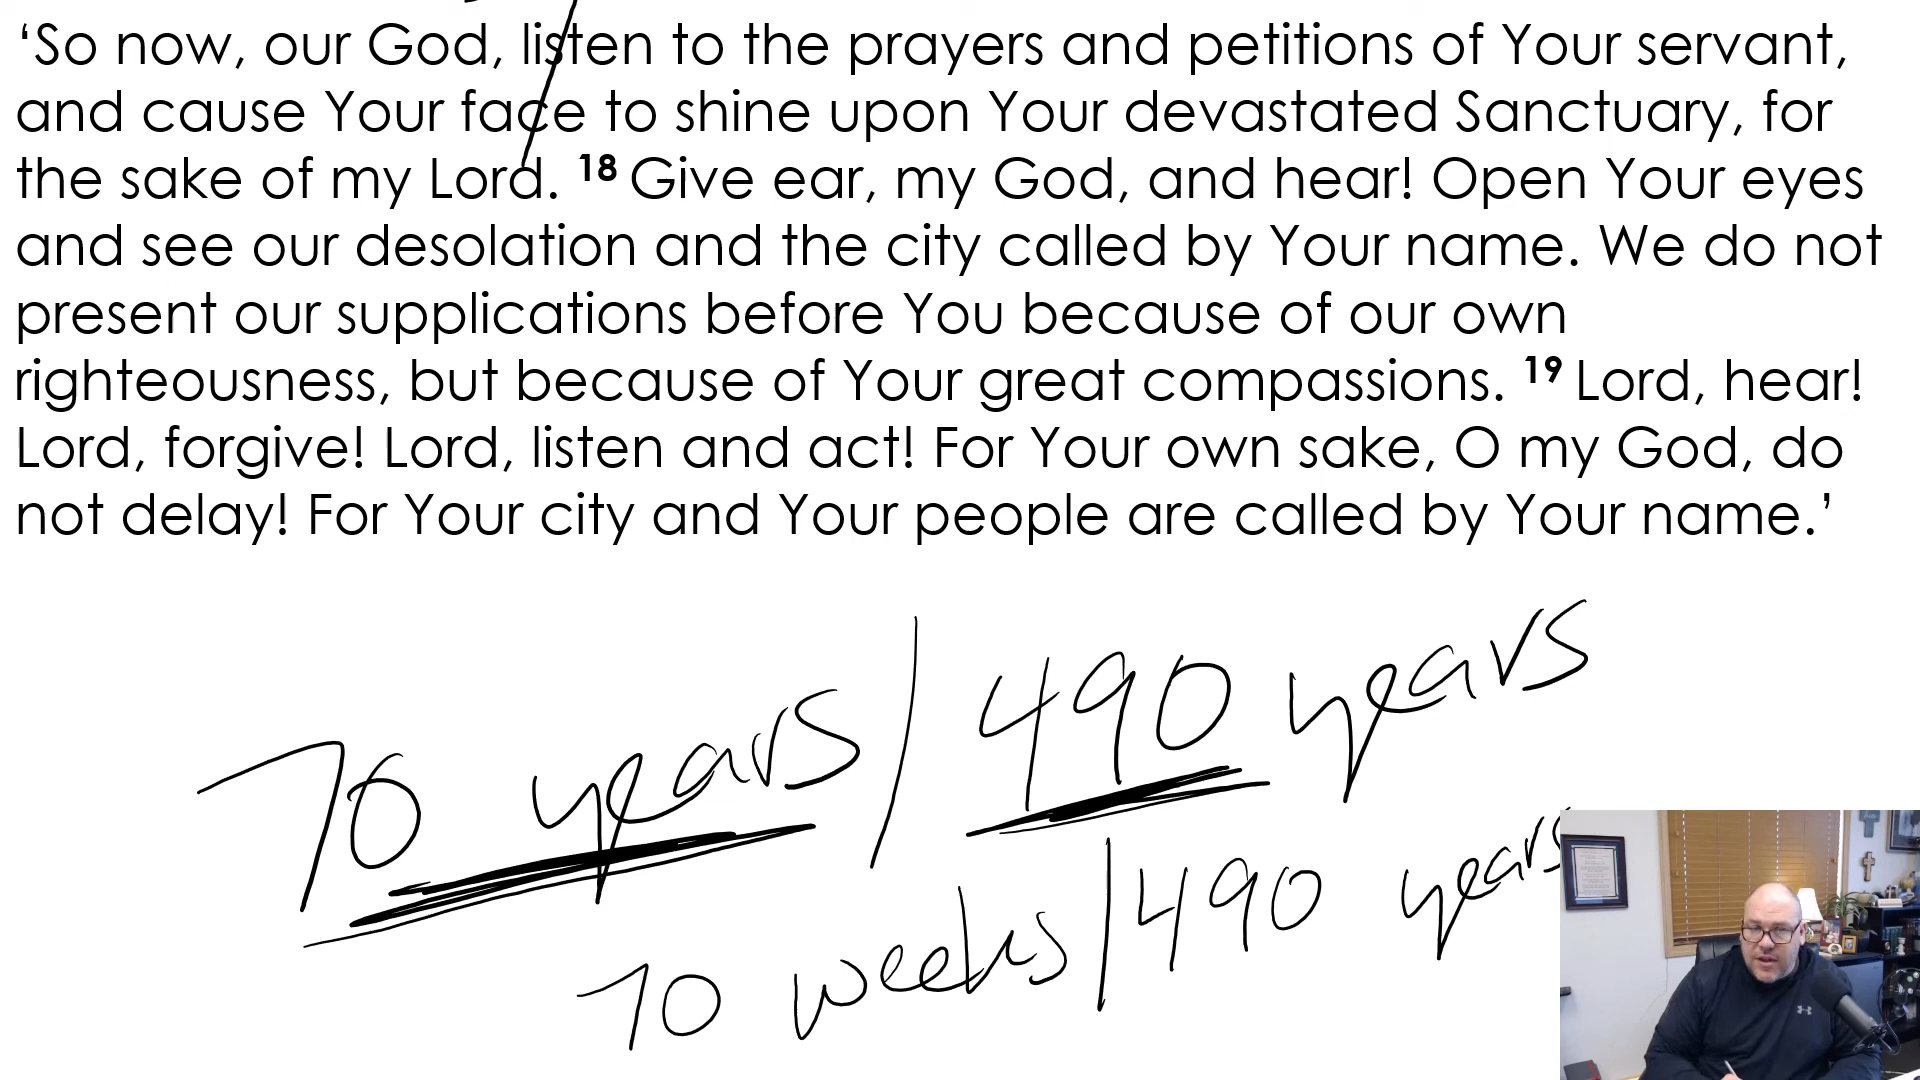 ‘So now, our God, listen to the prayers and petitions of Your servant,
and cause Your face to shine upon Your devastated Sanctuary, for
the sake of my Lord. 18 Give ear, my God, and hear! Open Your eyes
and see our desolation and the city called by Your name. We do not
present our supplications before You because of our own
righteousness, but because of Your great compassions. 19 Lord, hear!
Lord, forgive! Lord, listen and act! For Your own sake, O my God, do
not delay! For Your city and Your people are called by Your name.’
70 years / 490 years
70 weeks / 490 years